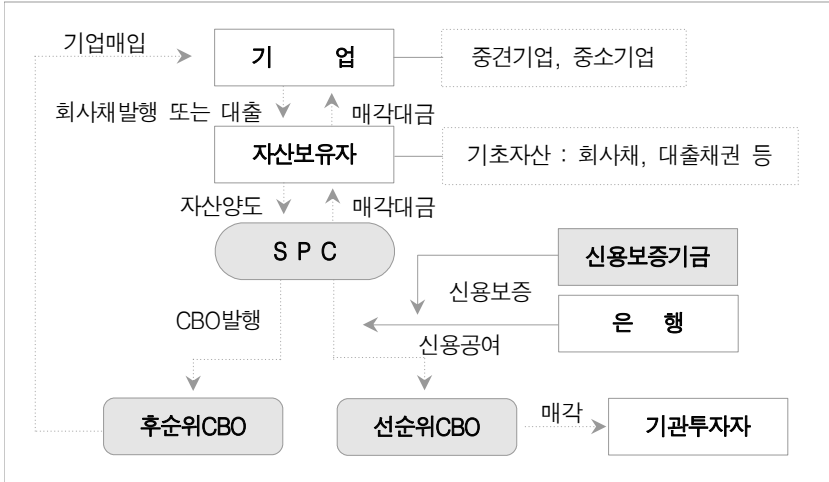 기업매입
기 업
중견기업, 중소기업
회사채발행 또는 대출
매각대금
자산보유자
기초자산 : 회사채, 대출채권 등
자산양도
매각대금
S P C
신용보증기금
신용보증
CBO발행
은 행
신용공여
후순위CBO
선순위CBO
매각
기관투자자